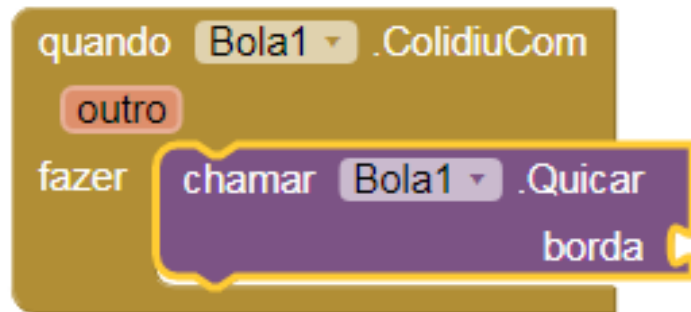 quando Bola1 .ColidiuCom
outro
fazer chamar Bola1 .Quicar
borda